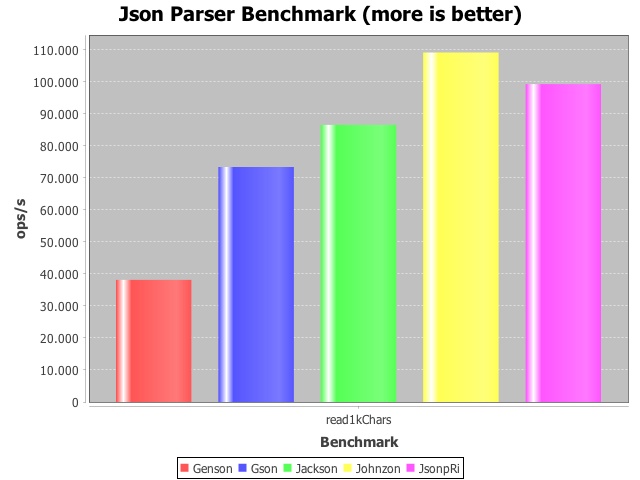 Json Parser Benchmark (more is better)
110.000
100.000
90.000
80.000
70.000
60.000
50.000
40.000
30.000
20.000
10.000
0
ops/s
read1kChars
Benchmark
Genson Gson Jackson Johnzon JsonpRi